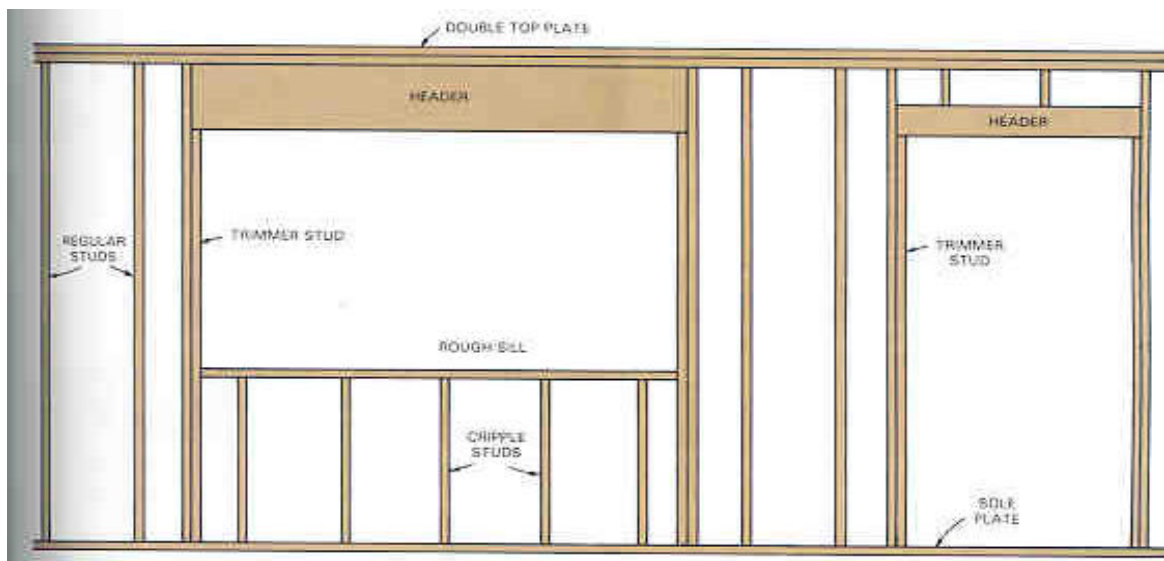 DOUBLE TOP PLATE
HEADER
HEADER
REGULAR
STUDS
TRIMMER STUD
TRIMMER
STUD
ROUGH SILL
CRIPPLE
STUDS
SOLE
PLATE